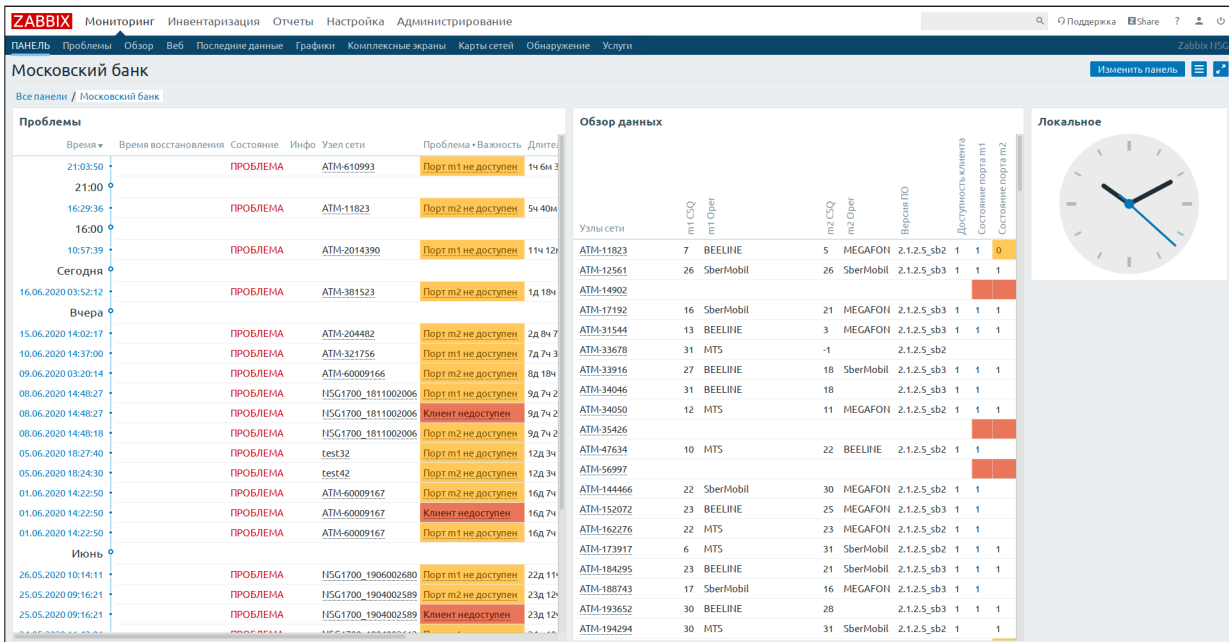 ZABBIX Мониторинг Инвентаризация Отчеты Настройка Администрирование Поддержка Z Share ?
ПАНЕЛЬ Проблемы Обзор Веб Последние данные Графики Комплексные экраны Карты сетей Обнаружение Услуги Zabbix NSG
Московский банк Изменить панель
Все панели / Московский банк
Проблемы
Время Время восстановления Состояние Инфо Узел сети Проблема • Важность Длител
21:03:50 ПРОБЛЕМА ATM-610993 Порт m1 не доступен 1ч 6м 3
21:00
16:29:36 ПРОБЛЕМА ATM-11823 Порт m2 не доступен 5ч 40м
16:00
10:57:39 ПРОБЛЕМА ATM-2014390 Порт m1 не доступен 11ч 12м
Сегодня
16.06.2020 03:52:12 ПРОБЛЕМА ATM-381523 Порт m2 не доступен 1д 18ч
Вчера
15.06.2020 14:02:17 ПРОБЛЕМА ATM-204482 Порт m2 не доступен 2д 8ч 7
10.06.2020 14:37:00 ПРОБЛЕМА ATM-321756 Порт m1 не доступен 7д 7ч 3
09.06.2020 03:20:14 ПРОБЛЕМА ATM-60009166 Порт m2 не доступен 8д 18ч
08.06.2020 14:48:27 ПРОБЛЕМА NSG1700_1811002006 Порт m1 не доступен 9д 7ч 2
08.06.2020 14:48:27 ПРОБЛЕМА NSG1700_1811002006 Клиент недоступен 9д 7ч 2
08.06.2020 14:48:18 ПРОБЛЕМА NSG1700_1811002006 Порт m2 не доступен 9д 7ч 2
05.06.2020 18:27:40 ПРОБЛЕМА test32 Порт m2 не доступен 12д 3ч
05.06.2020 18:24:30 ПРОБЛЕМА test42 Порт m2 не доступен 12д 3ч
01.06.2020 14:22:50 ПРОБЛЕМА ATM-60009167 Порт m2 не доступен 16д 7ч
01.06.2020 14:22:50 ПРОБЛЕМА ATM-60009167 Клиент недоступен 16д 7ч
01.06.2020 14:22:50 ПРОБЛЕМА ATM-60009167 Порт m1 не доступен 16д 7ч
Июнь
26.05.2020 10:14:11 ПРОБЛЕМА NSG1700_1906002680 Порт m1 не доступен 22д 11ч
25.05.2020 09:16:21 ПРОБЛЕМА NSG1700_1904002589 Порт m2 не доступен 23д 12ч
25.05.2020 09:16:21 ПРОБЛЕМА NSG1700_1904002589 Клиент недоступен 23д 12ч
Обзор данных
Узлы сети m1 CSQ m1 Oper m2 CSQ m2 Oper Версия ПО Доступность клиента Состояние порта m1 Состояние порта m2
ATM-11823 7 BEELINE 5 MEGAFON 2.1.2.5_sb2 1 1 0
ATM-12561 26 SberMobil 26 SberMobil 2.1.2.5_sb3 1 1 1
ATM-14902
ATM-17192 16 SberMobil 21 MEGAFON 2.1.2.5_sb3 1 1 1
ATM-31544 13 BEELINE 3 MEGAFON 2.1.2.5_sb3 1 1 1
ATM-33678 31 MTS -1 2.1.2.5_sb2
ATM-33916 27 BEELINE 18 SberMobil 2.1.2.5_sb3 1 1 1
ATM-34046 31 BEELINE 18 2.1.2.5_sb3 1 1
ATM-34050 12 MTS 11 MEGAFON 2.1.2.5_sb2 1 1 1
ATM-35426
ATM-47634 10 MTS 22 BEELINE 2.1.2.5_sb2 1 1
ATM-56997
ATM-144466 22 SberMobil 30 MEGAFON 2.1.2.5_sb2 1 1
ATM-152072 23 BEELINE 25 MEGAFON 2.1.2.5_sb3 1 1
ATM-162276 22 MTS 23 MEGAFON 2.1.2.5_sb3 1 1
ATM-173917 6 MTS 31 SberMobil 2.1.2.5_sb2 1 1 1
ATM-184295 23 BEELINE 21 SberMobil 2.1.2.5_sb3 1 1 1
ATM-188743 17 SberMobil 16 MEGAFON 2.1.2.5_sb3 1 1
ATM-193652 30 BEELINE 28 2.1.2.5_sb3 1 1 1
ATM-194294 30 MTS 31 SberMobil 2.1.2.5_sb2 1 1
Локальное